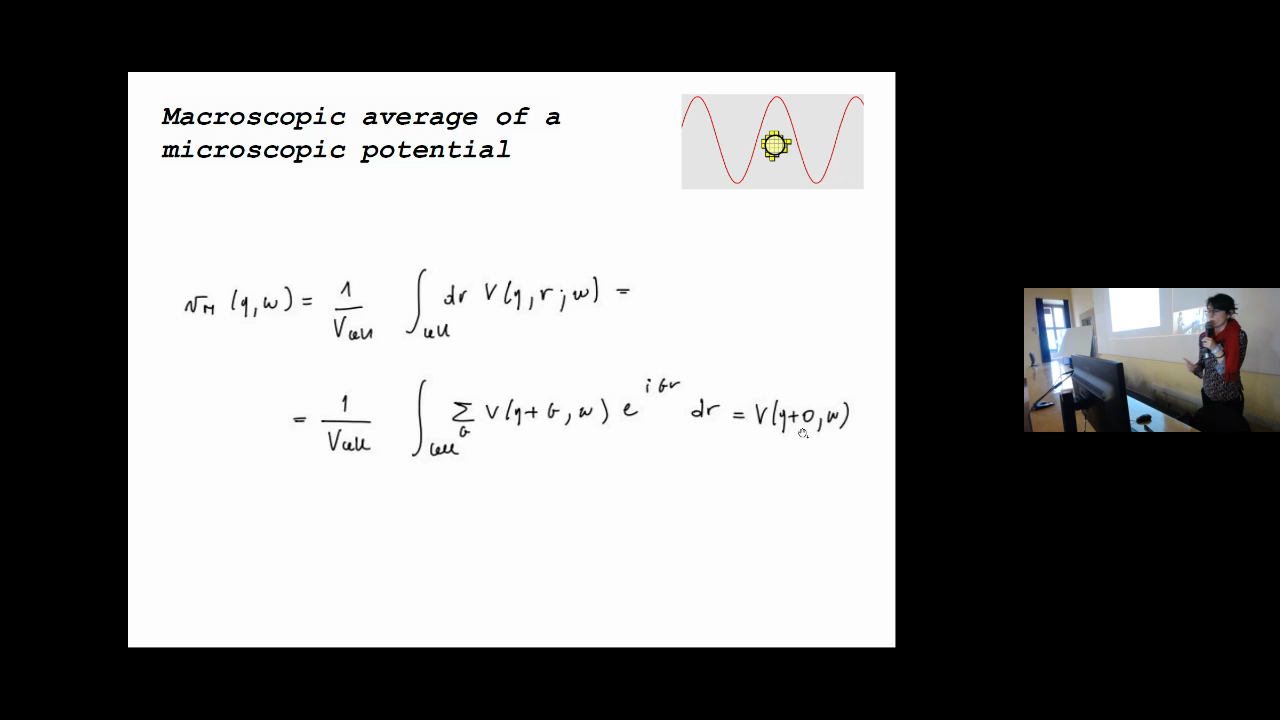 Macroscopic average of a
microscopic potential
V_M (q, ω) = 1/V_cell ∫_cell dr V(q, r; ω) =
= 1/V_cell ∫_cell Σ_G V(q+G, ω) e^{iGr} dr = V(q+0, ω)